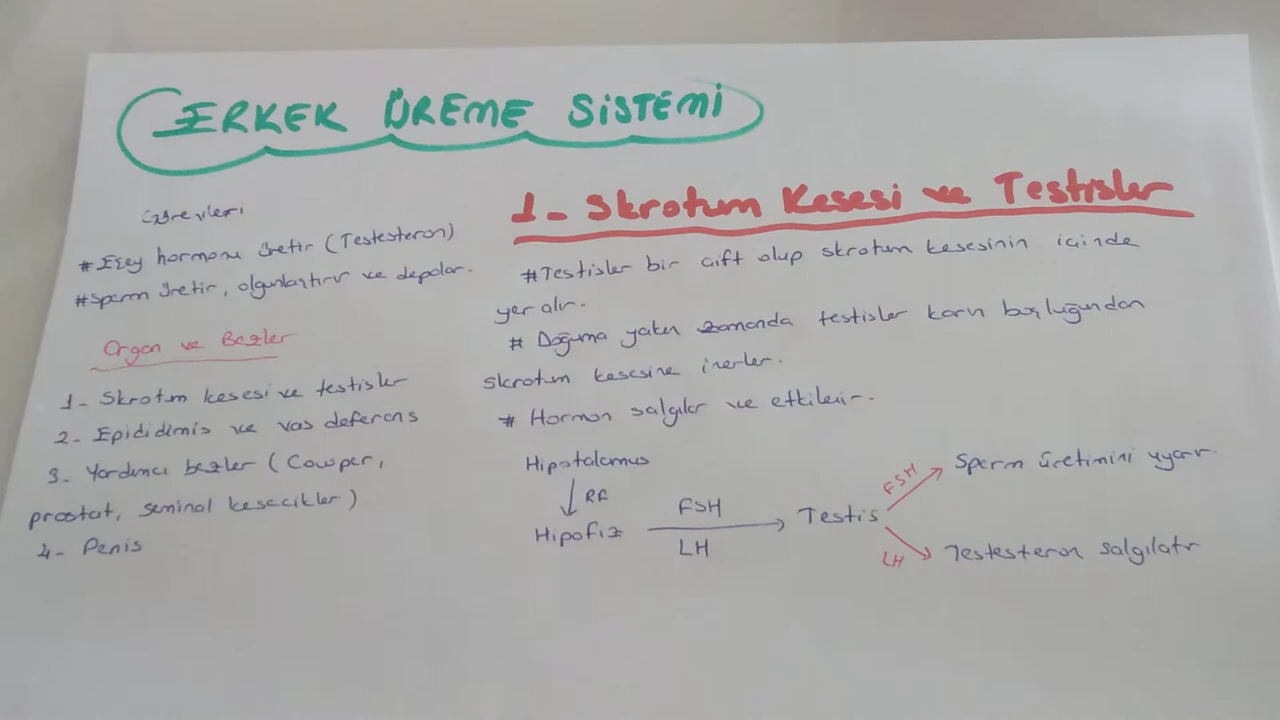 ERKEK ÜREME SİSTEMİ
Görevleri
# Eşey hormonu üretir (Testesteron)
# Sperm üretir, olgunlaştırır ve depolar.
Organ ve Bezler
1- Skrotum kesesi ve testisler
2- Epididimis ve vas deferens
3- Yardımcı bezler (Cowper,
prostat, seminal kesecikler)
4- Penis
1- Skrotum Kesesi ve Testisler
# Testisler bir çift olup skrotum kesesinin içinde
yer alır.
# Doğuma yakın zamanda testisler karın boşluğundan
skrotum kesesine inerler.
# Hormon salgılar ve etkilenir.
Hipotalamus
RF
Hipofiz
FSH
LH
Testis
FSH
Sperm üretimini uyarır.
LH
Testesteron salgılatır